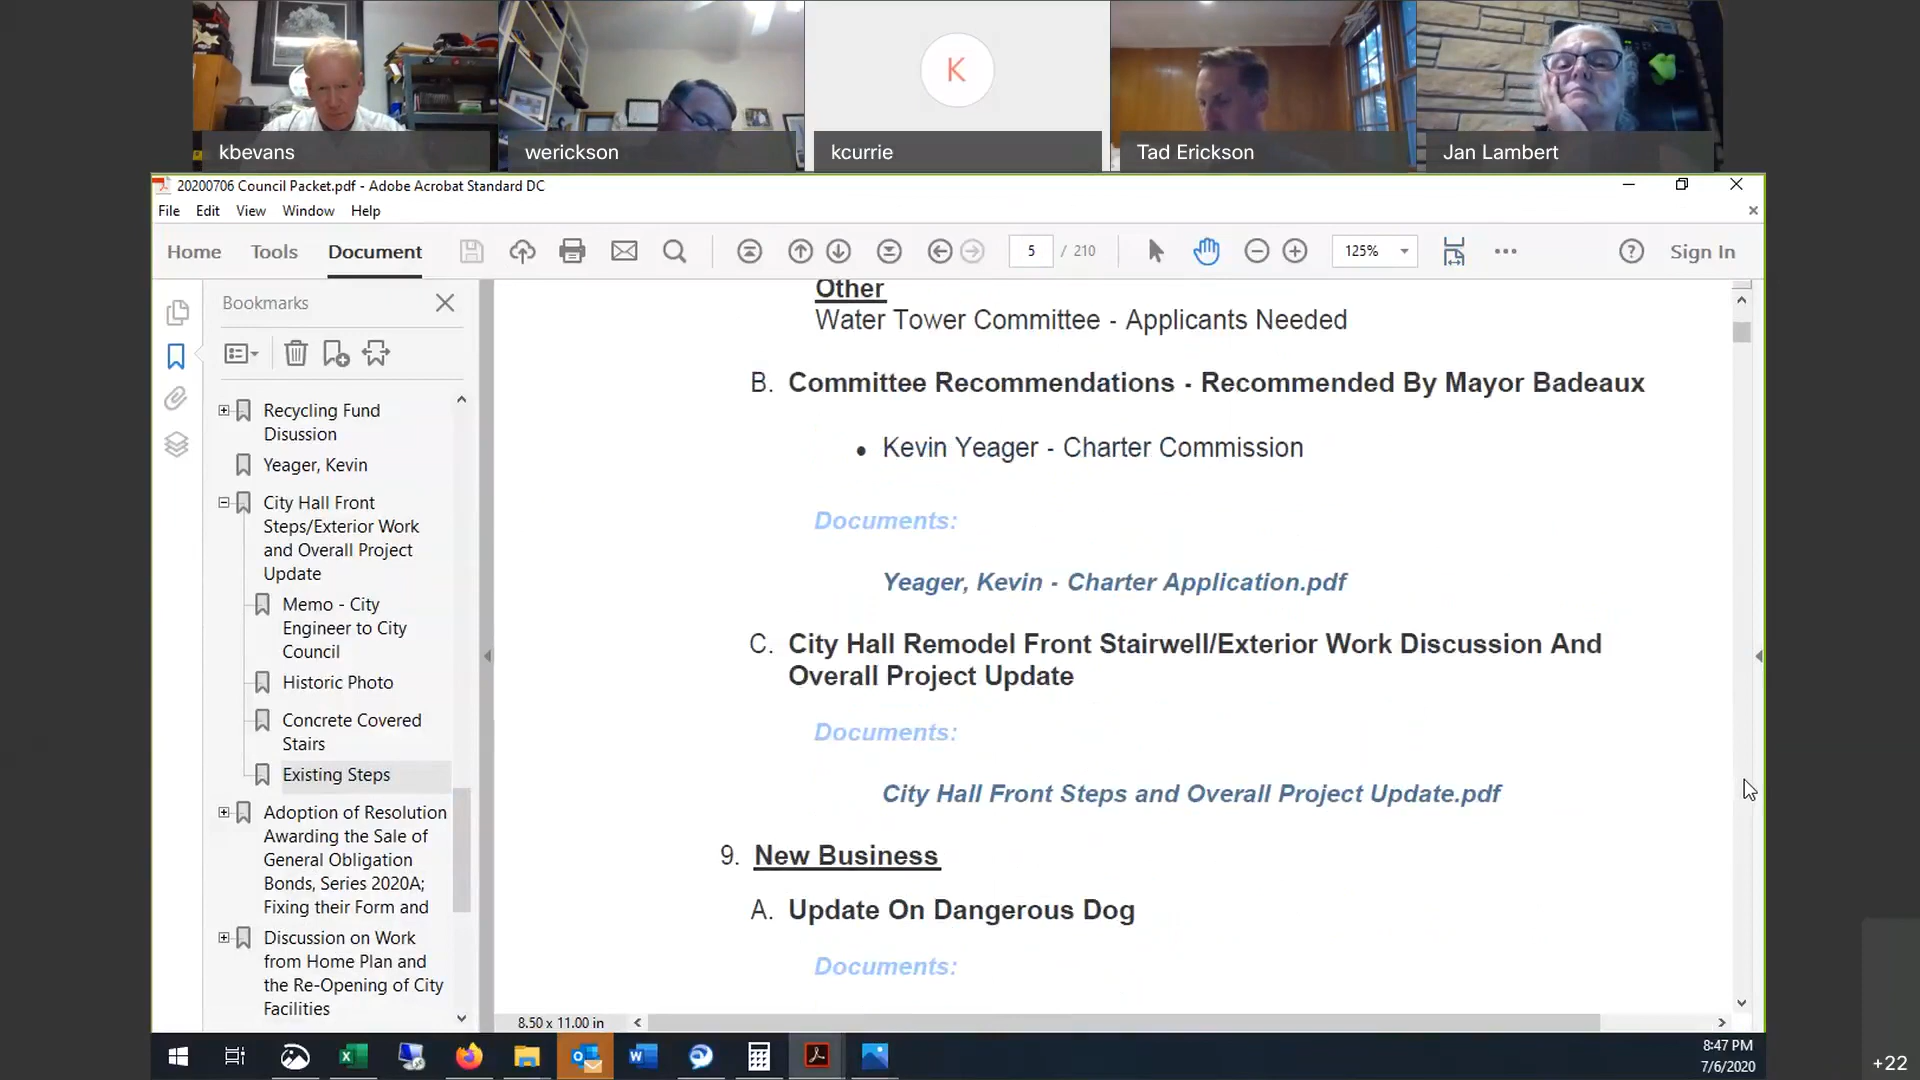 K
kbevans
werickson
kcurrie
Tad Erickson
Jan Lambert
20200706 Council Packet.pdf - Adobe Acrobat Standard DC
File Edit View Window Help
Home Tools Document 5 / 210 125% Sign In
Bookmarks
Recycling Fund
Disussion
Yeager, Kevin
City Hall Front
Steps/Exterior Work
and Overall Project
Update
Memo - City
Engineer to City
Council
Historic Photo
Concrete Covered
Stairs
Existing Steps
Adoption of Resolution
Awarding the Sale of
General Obligation
Bonds, Series 2020A;
Fixing their Form and
Discussion on Work
from Home Plan and
the Re-Opening of City
Facilities
Other
Water Tower Committee - Applicants Needed
B. Committee Recommendations - Recommended By Mayor Badeaux
• Kevin Yeager - Charter Commission
Documents:
Yeager, Kevin - Charter Application.pdf
C. City Hall Remodel Front Stairwell/Exterior Work Discussion And
Overall Project Update
Documents:
City Hall Front Steps and Overall Project Update.pdf
9. New Business
A. Update On Dangerous Dog
Documents:
8.50 x 11.00 in
8:47 PM
7/6/2020
+22